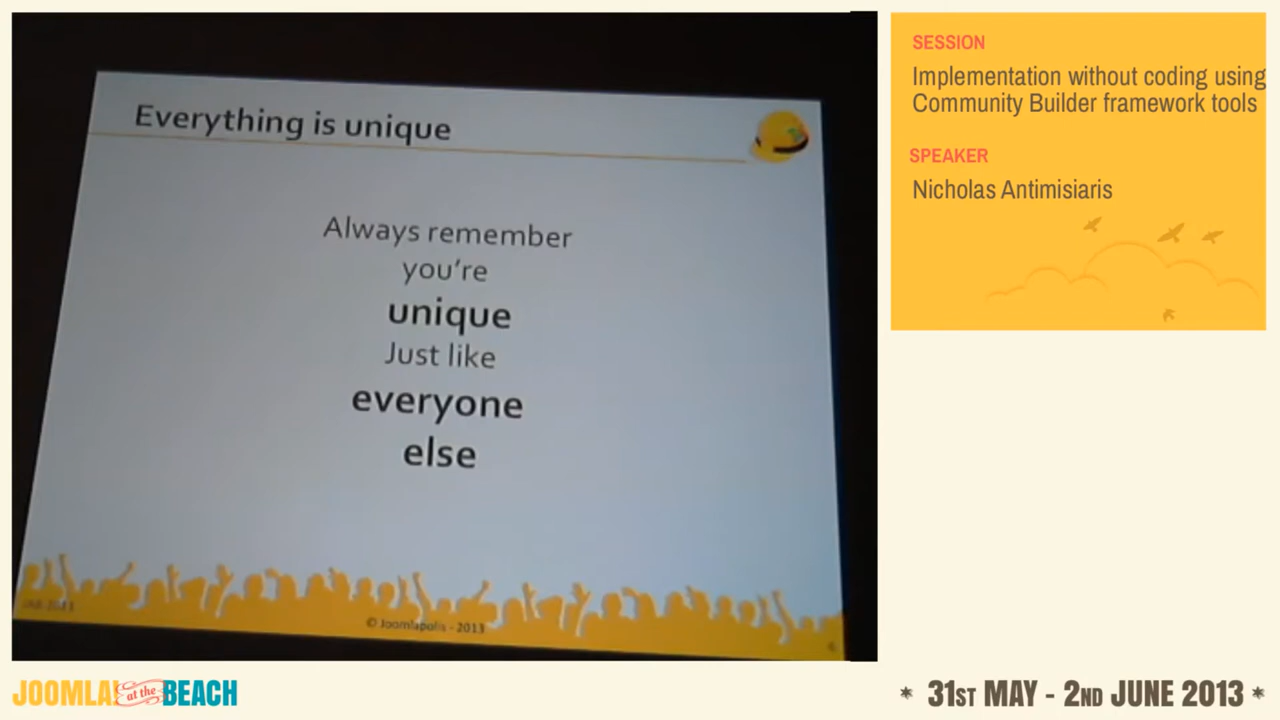 Everything is unique
Always remember
you're
unique
Just like
everyone
else
© Joomlapolis - 2013
SESSION
Implementation without coding using
Community Builder framework tools
SPEAKER
Nicholas Antimisiaris
JOOMLA! at the BEACH
* 31ST MAY - 2ND JUNE 2013 *